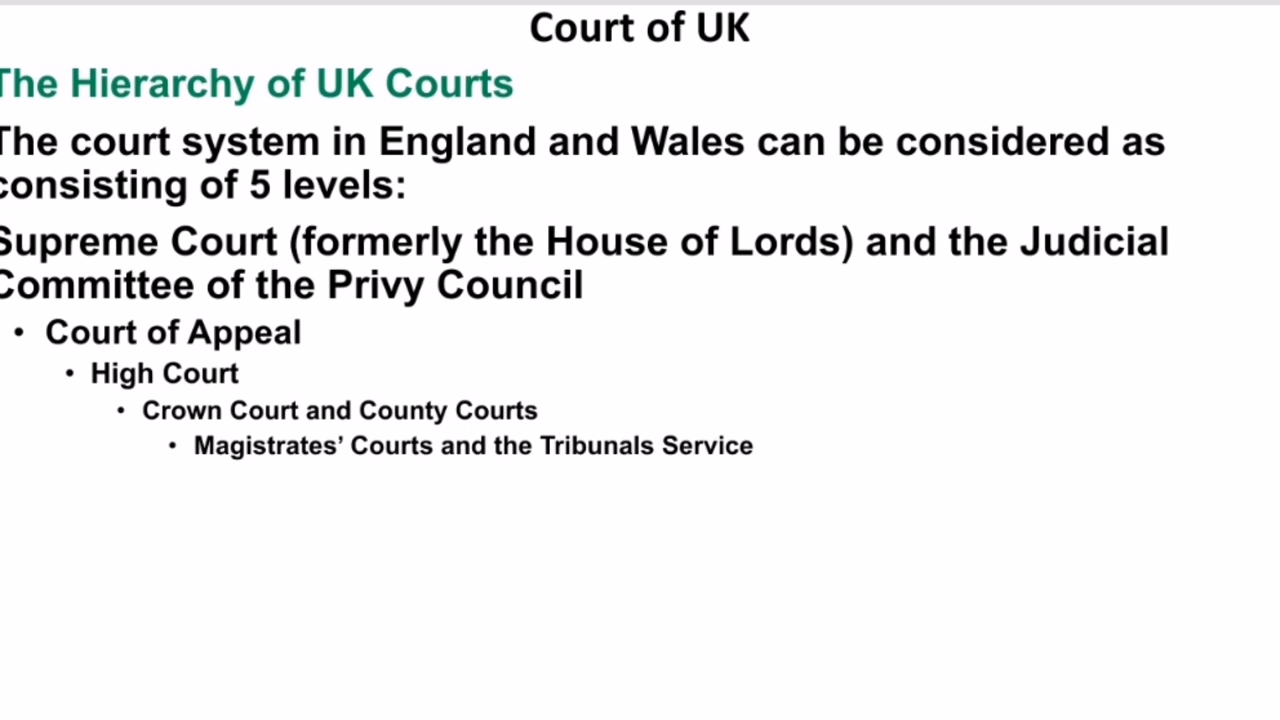 Court of UK
The Hierarchy of UK Courts
The court system in England and Wales can be considered as
consisting of 5 levels:
Supreme Court (formerly the House of Lords) and the Judicial
Committee of the Privy Council
• Court of Appeal
• High Court
• Crown Court and County Courts
• Magistrates’ Courts and the Tribunals Service